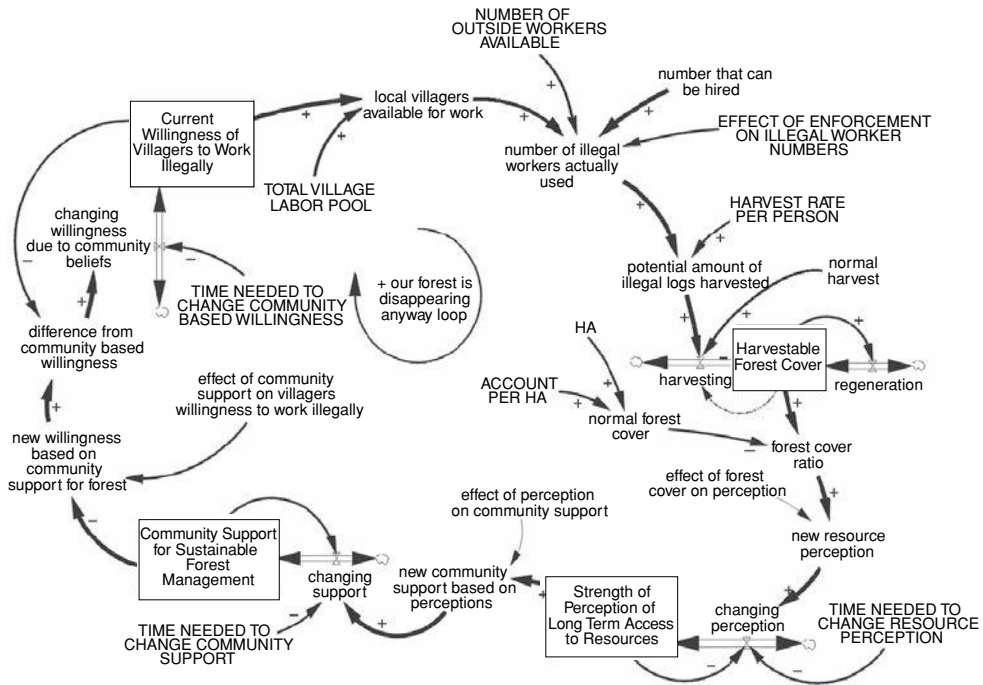 NUMBER OF
OUTSIDE WORKERS
AVAILABLE
number that can
be hired
local villagers
available for work
+
+
+
+
+
Current
Willingness of
Villagers to Work
Illegally
EFFECT OF ENFORCEMENT
ON ILLEGAL WORKER
NUMBERS
number of illegal
workers actually
used
−
TOTAL VILLAGE
LABOR POOL
HARVEST RATE
PER PERSON
+
+
changing
willingness
due to community
beliefs
−
−
+
potential amount of
illegal logs harvested
normal
harvest
TIME NEEDED TO
CHANGE COMMUNITY
BASED WILLINGNESS
+ our forest is
disappearing
anyway loop
difference from
community based
willingness
HA
+
+
+
Harvestable
Forest Cover
−
harvesting
regeneration
effect of community
support on villagers
willingness to work illegally
ACCOUNT
PER HA
+
+
+
+
normal forest
cover
−
forest cover
ratio
new willingness
based on
community
support for forest
effect of forest
cover on perception
+
effect of perception
on community support
−
Community Support
for Sustainable
Forest
Management
new resource
perception
changing
support
new community
support based on
perceptions
+
Strength of
Perception of
Long Term Access
to Resources
+
changing
perception
TIME NEEDED TO
CHANGE RESOURCE
PERCEPTION
−
+
TIME NEEDED TO
CHANGE COMMUNITY
SUPPORT
−
−